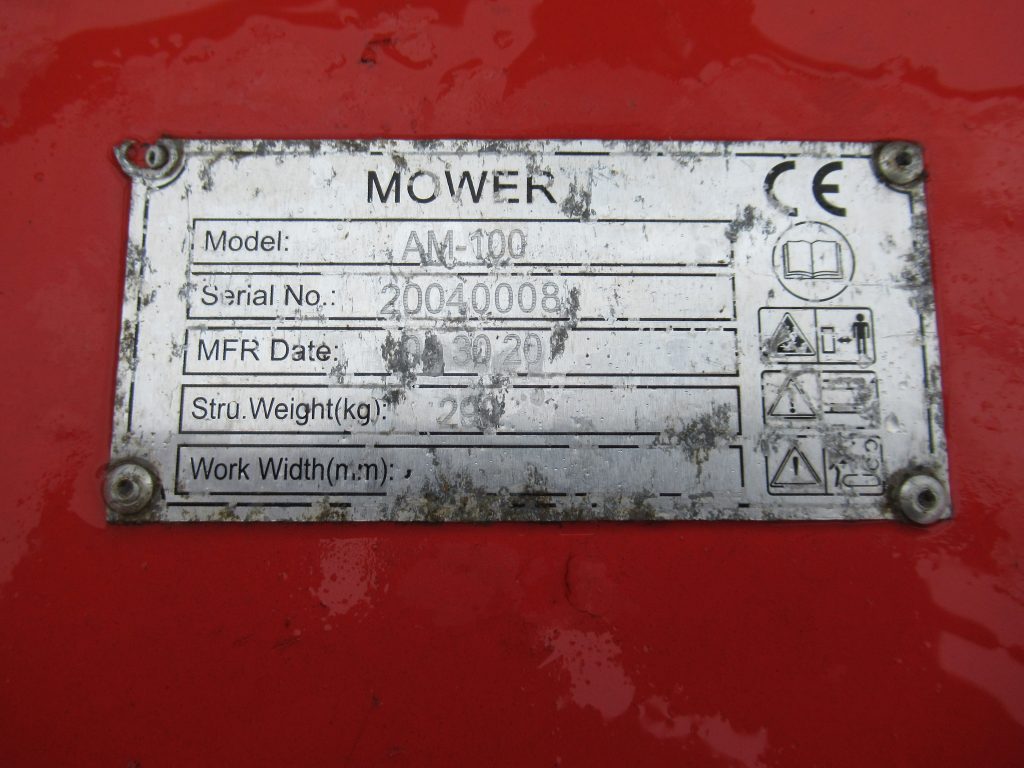 MOWER
CE
Model: AM-100
Serial No.: 20040008
MFR Date: 30 20
Stru.Weight(kg):
Work Width(mm):